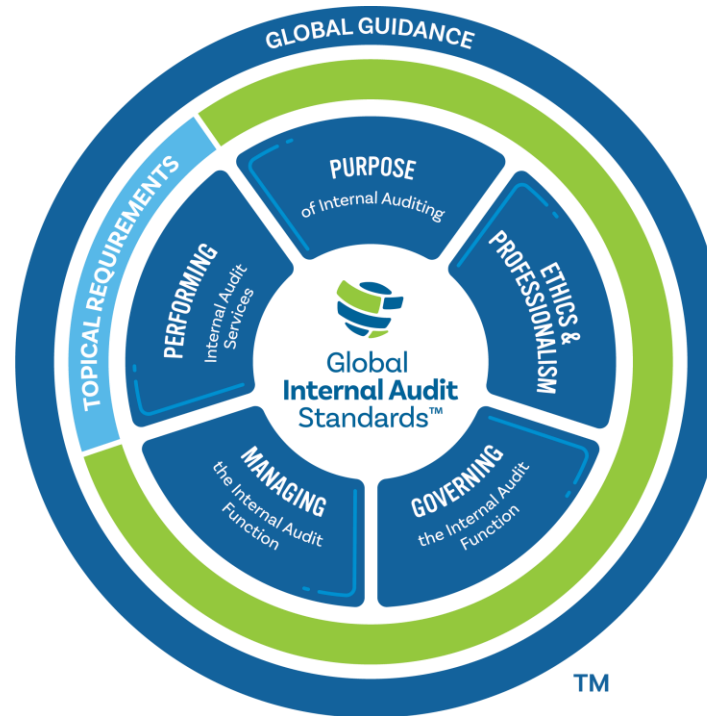 GLOBAL GUIDANCE
TOPICAL REQUIREMENTS
PURPOSE
of Internal Auditing
ETHICS &
PROFESSIONALISM
GOVERNING
the Internal Audit
Function
MANAGING
the Internal Audit
Function
PERFORMING
Internal Audit
Services
Global
Internal Audit
Standards™
TM